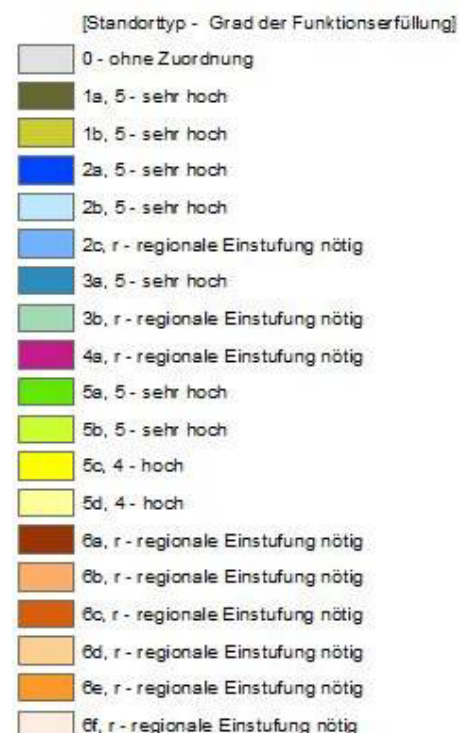 [Standorttyp - Grad der Funktionserfüllung]
0 - ohne Zuordnung
1a, 5 - sehr hoch
1b, 5 - sehr hoch
2a, 5 - sehr hoch
2b, 5 - sehr hoch
2c, r - regionale Einstufung nötig
3a, 5 - sehr hoch
3b, r - regionale Einstufung nötig
4a, r - regionale Einstufung nötig
5a, 5 - sehr hoch
5b, 5 - sehr hoch
5c, 4 - hoch
5d, 4 - hoch
6a, r - regionale Einstufung nötig
6b, r - regionale Einstufung nötig
6c, r - regionale Einstufung nötig
6d, r - regionale Einstufung nötig
6e, r - regionale Einstufung nötig
6f, r - regionale Einstufung nötig